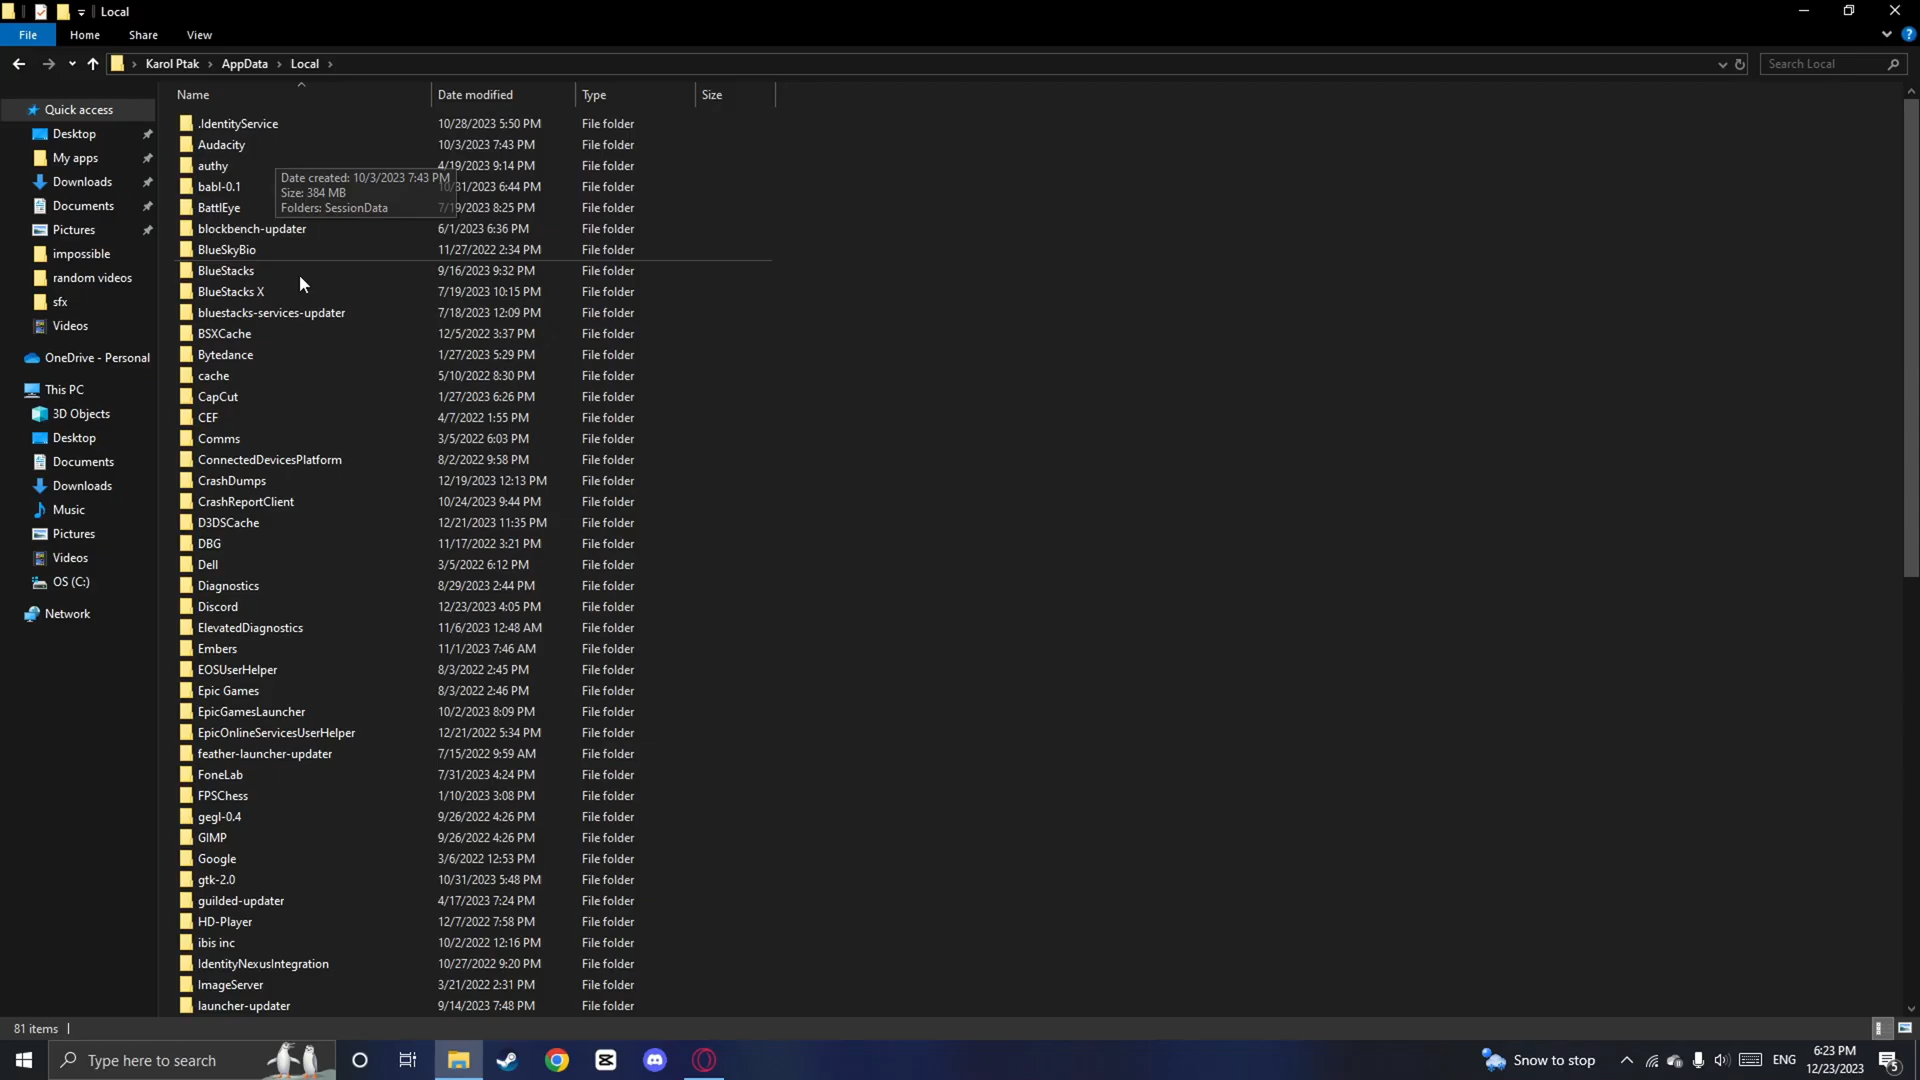 Local
File Home Share View
Karol Ptak AppData Local
Search Local
Name Date modified Type Size
Quick access
Desktop
My apps
Downloads
Documents
Pictures
impossible
random videos
sfx
Videos
OneDrive - Personal
This PC
3D Objects
Desktop
Documents
Downloads
Music
Pictures
Videos
OS (C:)
Network
.IdentityService 10/28/2023 5:50 PM File folder
Audacity 10/3/2023 7:43 PM File folder
authy 4/19/2023 9:14 PM File folder
Date created: 10/3/2023 7:43 PM
Size: 384 MB
Folders: SessionData
babl-0.1 10/31/2023 6:44 PM File folder
BattlEye 7/19/2023 8:25 PM File folder
blockbench-updater 6/1/2023 6:36 PM File folder
BlueSkyBio 11/27/2022 2:34 PM File folder
BlueStacks 9/16/2023 9:32 PM File folder
BlueStacks X 7/19/2023 10:15 PM File folder
bluestacks-services-updater 7/18/2023 12:09 PM File folder
BSXCache 12/5/2022 3:37 PM File folder
Bytedance 1/27/2023 5:29 PM File folder
cache 5/10/2022 8:30 PM File folder
CapCut 1/27/2023 6:26 PM File folder
CEF 4/7/2022 1:55 PM File folder
Comms 3/5/2022 6:03 PM File folder
ConnectedDevicesPlatform 8/2/2022 9:58 PM File folder
CrashDumps 12/19/2023 12:13 PM File folder
CrashReportClient 10/24/2023 9:44 PM File folder
D3DSCache 12/21/2023 11:35 PM File folder
DBG 11/17/2022 3:21 PM File folder
Dell 3/5/2022 6:12 PM File folder
Diagnostics 8/29/2023 2:44 PM File folder
Discord 12/23/2023 4:05 PM File folder
ElevatedDiagnostics 11/6/2023 12:48 AM File folder
Embers 11/1/2023 7:46 AM File folder
EOSUserHelper 8/3/2022 2:45 PM File folder
Epic Games 8/3/2022 2:46 PM File folder
EpicGamesLauncher 10/2/2023 8:09 PM File folder
EpicOnlineServicesUserHelper 12/21/2022 5:34 PM File folder
feather-launcher-updater 7/15/2022 9:59 AM File folder
FoneLab 7/31/2023 4:24 PM File folder
FPSChess 1/10/2023 3:08 PM File folder
gegl-0.4 9/26/2022 4:26 PM File folder
GIMP 9/26/2022 4:26 PM File folder
Google 3/6/2022 12:53 PM File folder
gtk-2.0 10/31/2023 5:48 PM File folder
guilded-updater 4/17/2023 7:24 PM File folder
HD-Player 12/7/2022 7:58 PM File folder
ibis inc 10/2/2022 12:16 PM File folder
IdentityNexusIntegration 10/27/2022 9:20 PM File folder
ImageServer 3/21/2022 2:31 PM File folder
launcher-updater 9/14/2023 7:48 PM File folder
81 items
Type here to search
Snow to stop
ENG
6:23 PM
12/23/2023
5